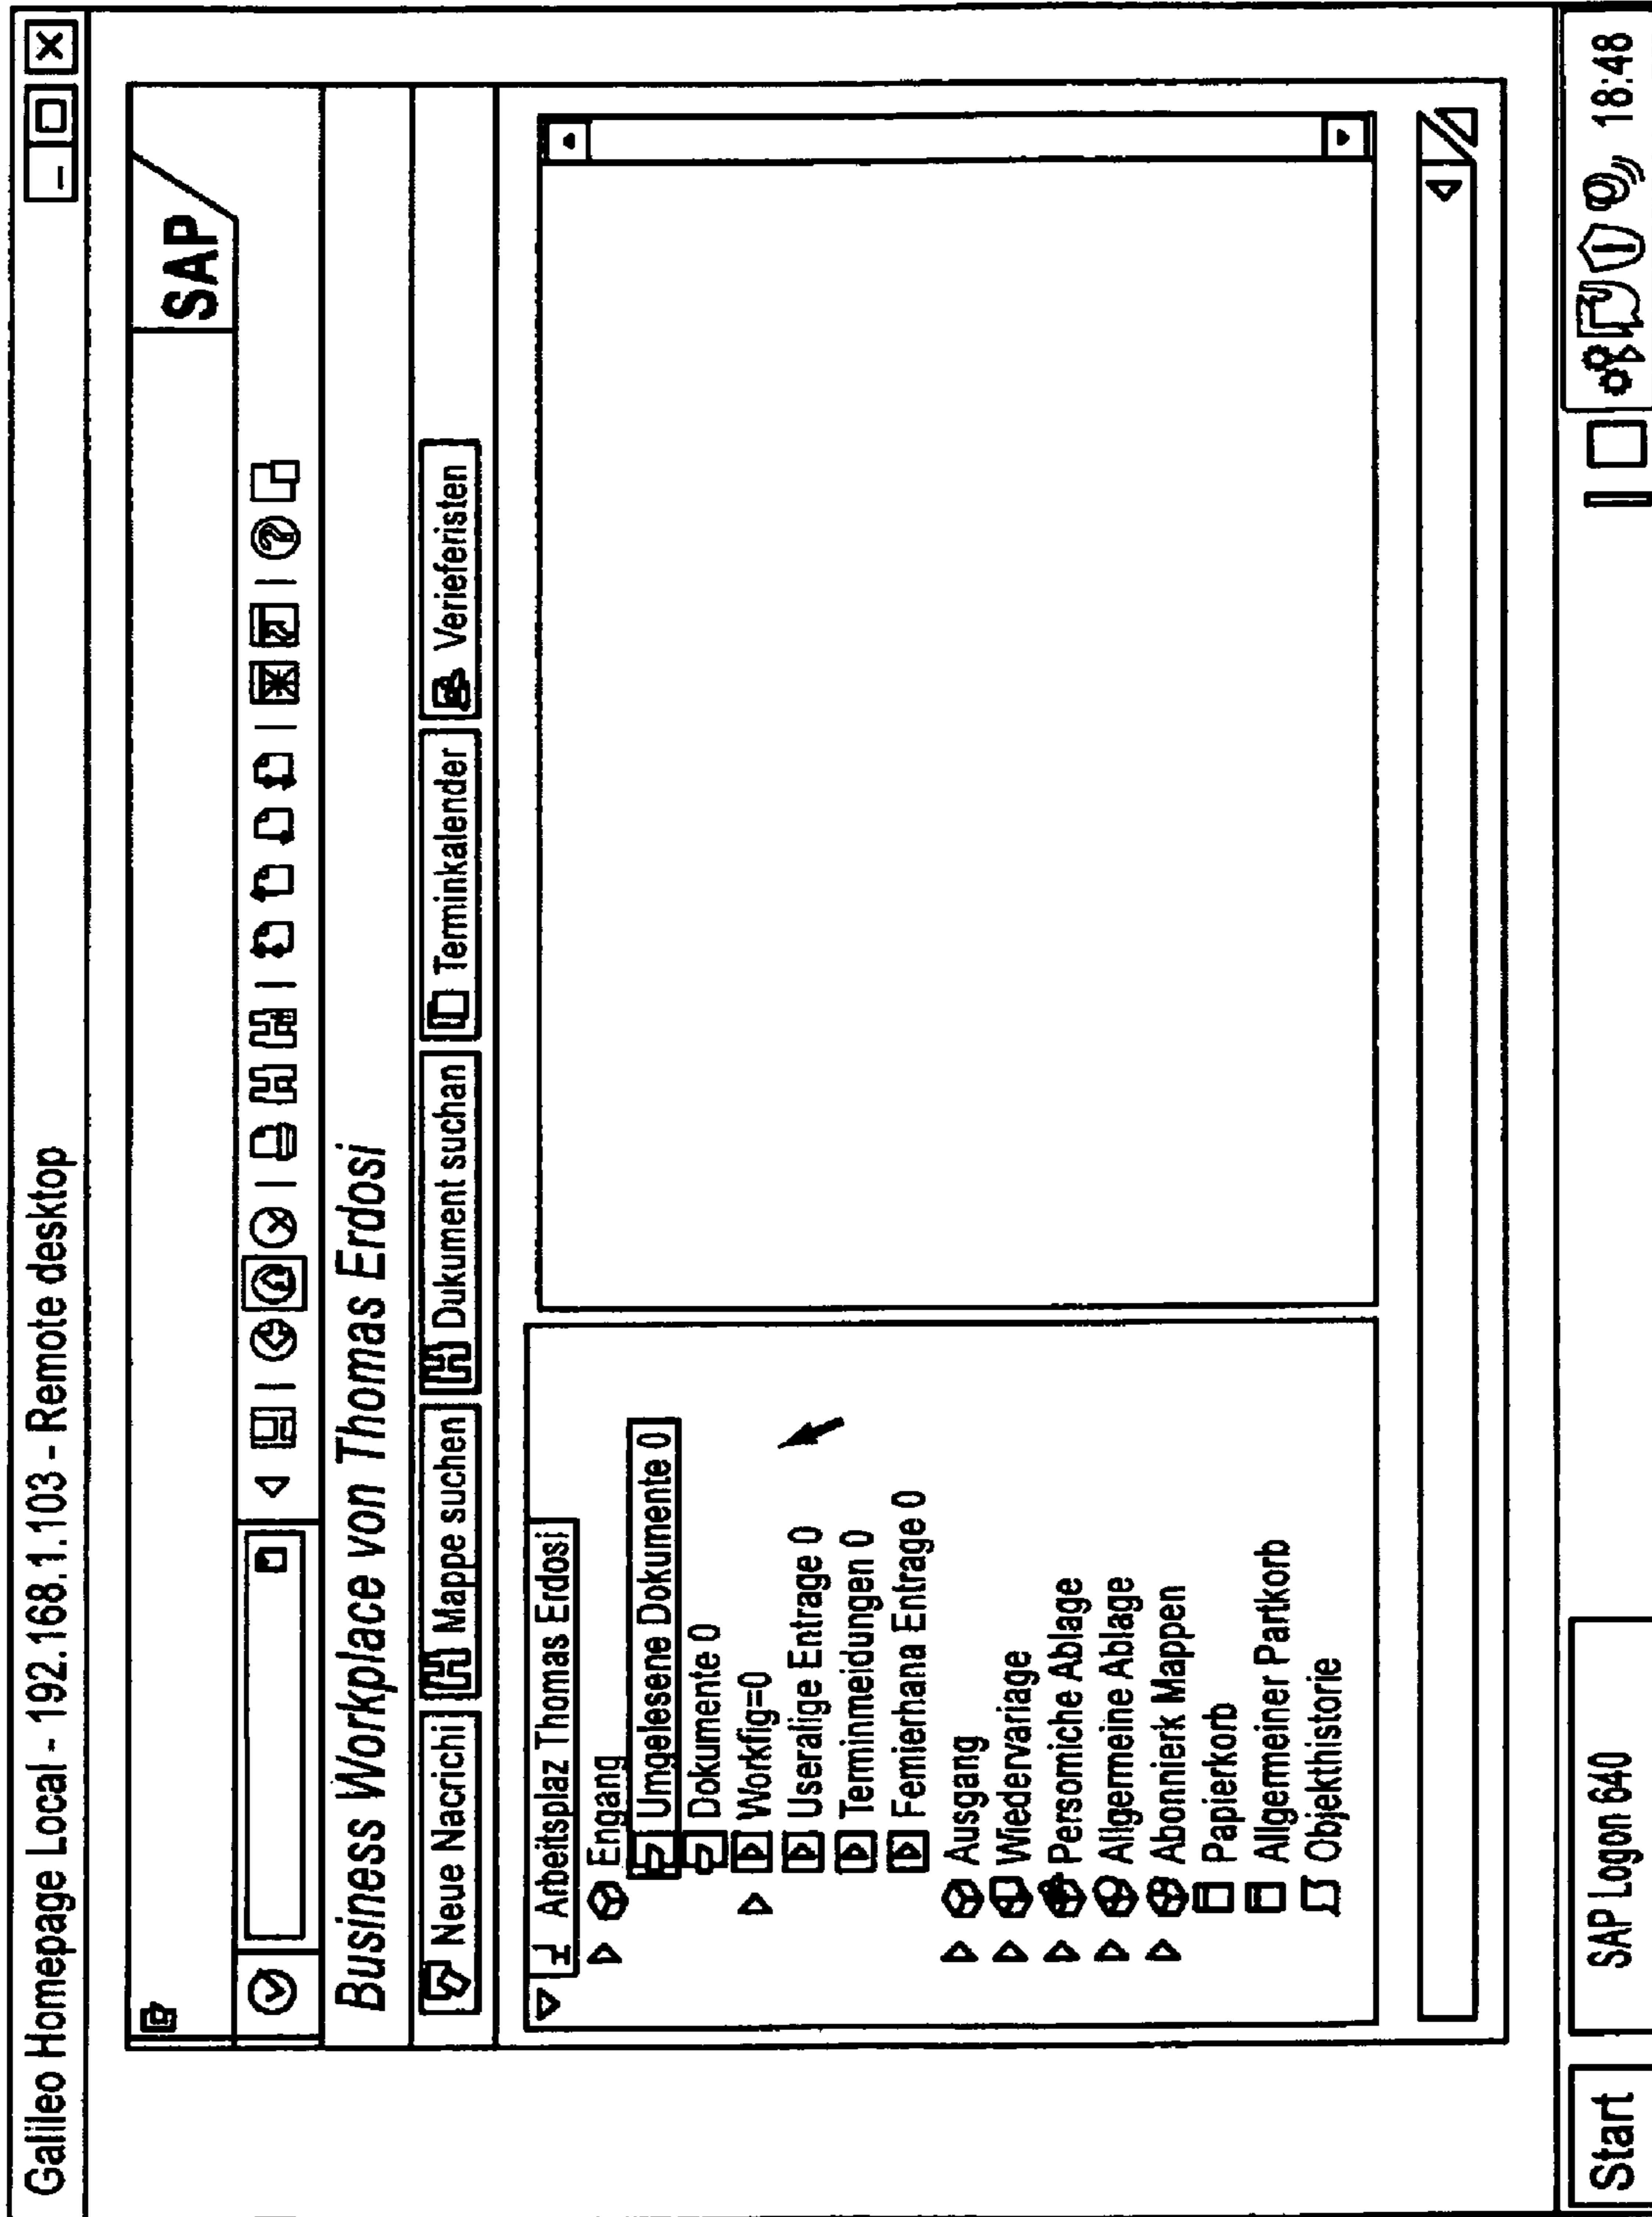 Galileo Homepage Local - 192.168.1.103 - Remote desktop
SAP
Business Workplace von Thomas Erdosi
Neue Nacrichi Mappe suchen Dukument suchan Terminkalender Verieferisten
Arbeitsplaz Thomas Erdosi
Engang
Umgelesene Dokumente 0
Dokumente 0
Workfig=0
Useralige Entrage 0
Terminmeidungen 0
Femierhana Entrage 0
Ausgang
Wiedervariage
Persomiche Ablage
Allgermeine Ablage
Abonnierk Mappen
Papierkorb
Allgermeiner Partkorb
Objekthistorie
Start SAP Logon 640 18:48